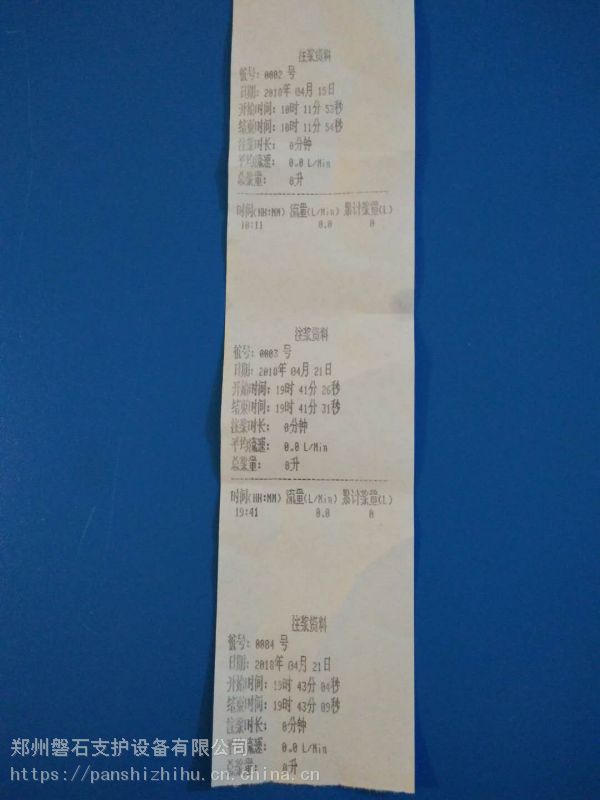 注浆资料
桩号: 0002 号
日期: 2018年 04月 15日
开始时间: 10时 11分 53秒
结束时间: 10时 11分 54秒
注浆时长: 0分钟
平均流速: 0.0 L/Min
总浆量: 0升
时间(HH:MM) 流量(L/Min) 累计浆量(L)
10:11 0.0 0
注浆资料
桩号: 0003 号
日期: 2018年 04月 21日
开始时间: 19时 41分 26秒
结束时间: 19时 41分 31秒
注浆时长: 0分钟
平均流速: 0.0 L/Min
总浆量: 0升
时间(HH:MM) 流量(L/Min) 累计浆量(L)
19:41 0.0 0
注浆资料
桩号: 0004 号
日期: 2018年 04月 21日
开始时间: 19时 43分 04秒
结束时间: 19时 43分 09秒
注浆时长: 0分钟
平均流速: 0.0 L/Min
总浆量: 0升
郑州磐石支护设备有限公司
https://panshizhihu.cn.china.cn